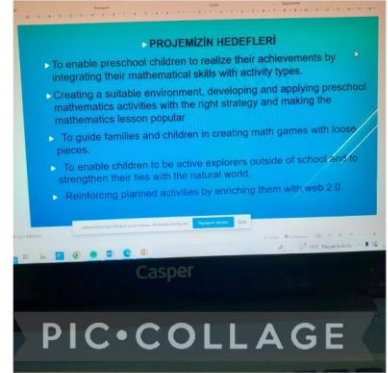 PROJEMİZİN HEDEFLERİ
To enable preschool children to realize their achievements by
integrating their mathematical skills with activity types.
Creating a suitable environment, developing and applying preschool
mathematics activities with the right strategy and making the
mathematics lesson popular
To guide families and children in creating math games with loose
pieces.
To enable children to be active explorers outside of school and to
strengthen their ties with the natural world.
Reinforcing planned activities by enriching them with web 2.0
Casper
PIC•COLLAGE